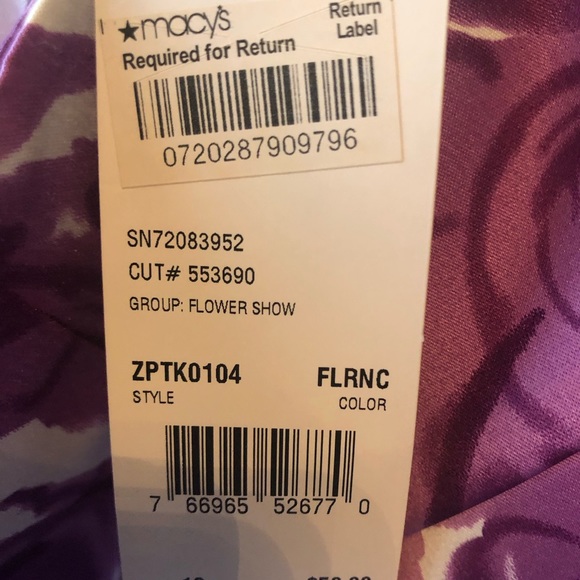 ★macy's
Return
Label
Required for Return
0720287909796
SN72083952
CUT# 553690
GROUP: FLOWER SHOW
ZPTK0104 FLRNC
STYLE COLOR
7 66965 52677 0